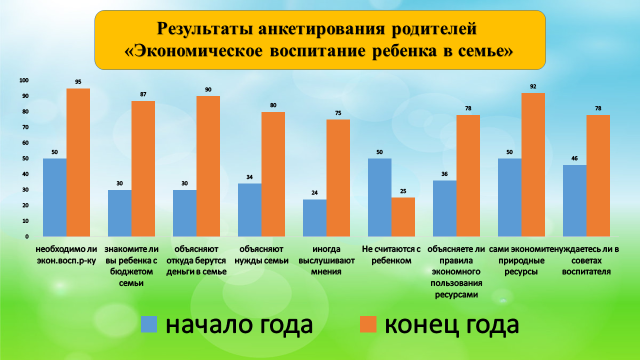 Результаты анкетирования родителей
«Экономическое воспитание ребенка в семье»
100
90
80
70
60
50
40
30
20
10
0
50 95 30 87 30 90 34 80 24 75 50 25 36 78 50 92 46 78
необходимо ли
экон.восп.р-ку
знакомите ли
вы ребенка с
бюджетом
семьи
объясняют
откуда берутся
деньги в семье
объясняют
нужды семьи
иногда
выслушивают
мнения
Не считаются с
ребенком
объясняете ли
правила
экономного
пользования
ресурсами
сами экономите
природные
ресурсы
нуждаетесь ли в
советах
воспитателя
начало года конец года